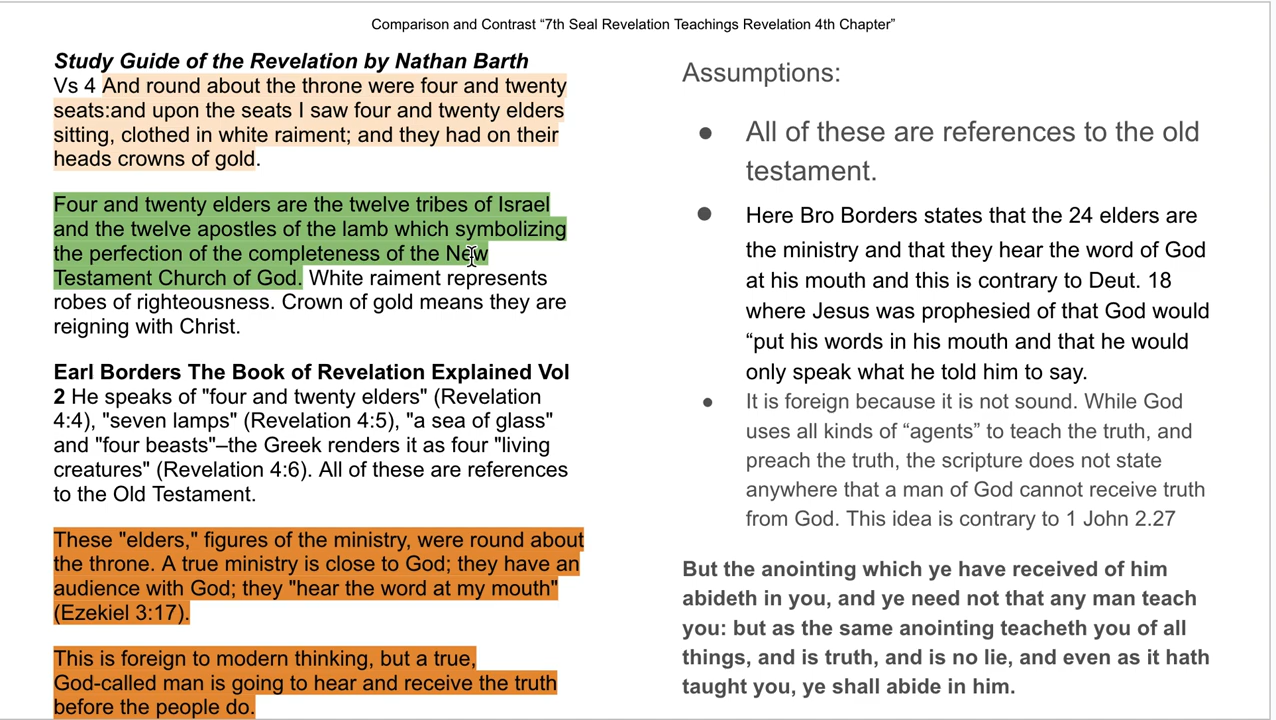 Comparison and Contrast “7th Seal Revelation Teachings Revelation 4th Chapter”
Study Guide of the Revelation by Nathan Barth
Vs 4 And round about the throne were four and twenty
seats:and upon the seats I saw four and twenty elders
sitting, clothed in white raiment; and they had on their
heads crowns of gold.
Four and twenty elders are the twelve tribes of Israel
and the twelve apostles of the lamb which symbolizing
the perfection of the completeness of the New
Testament Church of God. White raiment represents
robes of righteousness. Crown of gold means they are
reigning with Christ.
Earl Borders The Book of Revelation Explained Vol
2 He speaks of "four and twenty elders" (Revelation
4:4), "seven lamps" (Revelation 4:5), "a sea of glass"
and "four beasts"–the Greek renders it as four "living
creatures" (Revelation 4:6). All of these are references
to the Old Testament.
These "elders," figures of the ministry, were round about
the throne. A true ministry is close to God; they have an
audience with God; they "hear the word at my mouth"
(Ezekiel 3:17).
This is foreign to modern thinking, but a true,
God-called man is going to hear and receive the truth
before the people do.
Assumptions:
● All of these are references to the old
testament.
● Here Bro Borders states that the 24 elders are
the ministry and that they hear the word of God
at his mouth and this is contrary to Deut. 18
where Jesus was prophesied of that God would
“put his words in his mouth and that he would
only speak what he told him to say.
● It is foreign because it is not sound. While God
uses all kinds of “agents” to teach the truth, and
preach the truth, the scripture does not state
anywhere that a man of God cannot receive truth
from God. This idea is contrary to 1 John 2.27
But the anointing which ye have received of him
abideth in you, and ye need not that any man teach
you: but as the same anointing teacheth you of all
things, and is truth, and is no lie, and even as it hath
taught you, ye shall abide in him.